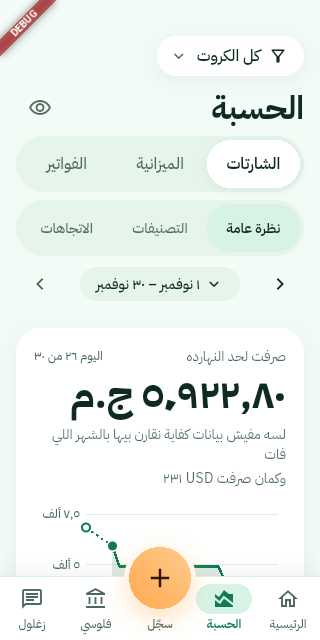 DEBUG
كل الكروت
الحسبة
الشارتات
الميزانية
الفواتير
نظرة عامة
التصنيفات
الاتجاهات
١ نوفمبر – ٣٠ نوفمبر
صرفت لحد النهارده
اليوم ٢٦ من ٣٠
٥,٩٢٢,٨٠ ج.م
لسه مفيش بيانات كفاية نقارن بيها بالشهر اللي
فات
وكمان صرفت USD ٢٣١
٧,٥ ألف
٥ ألف
الرئيسية
الحسبة
سجّل
فلوسي
زغلول